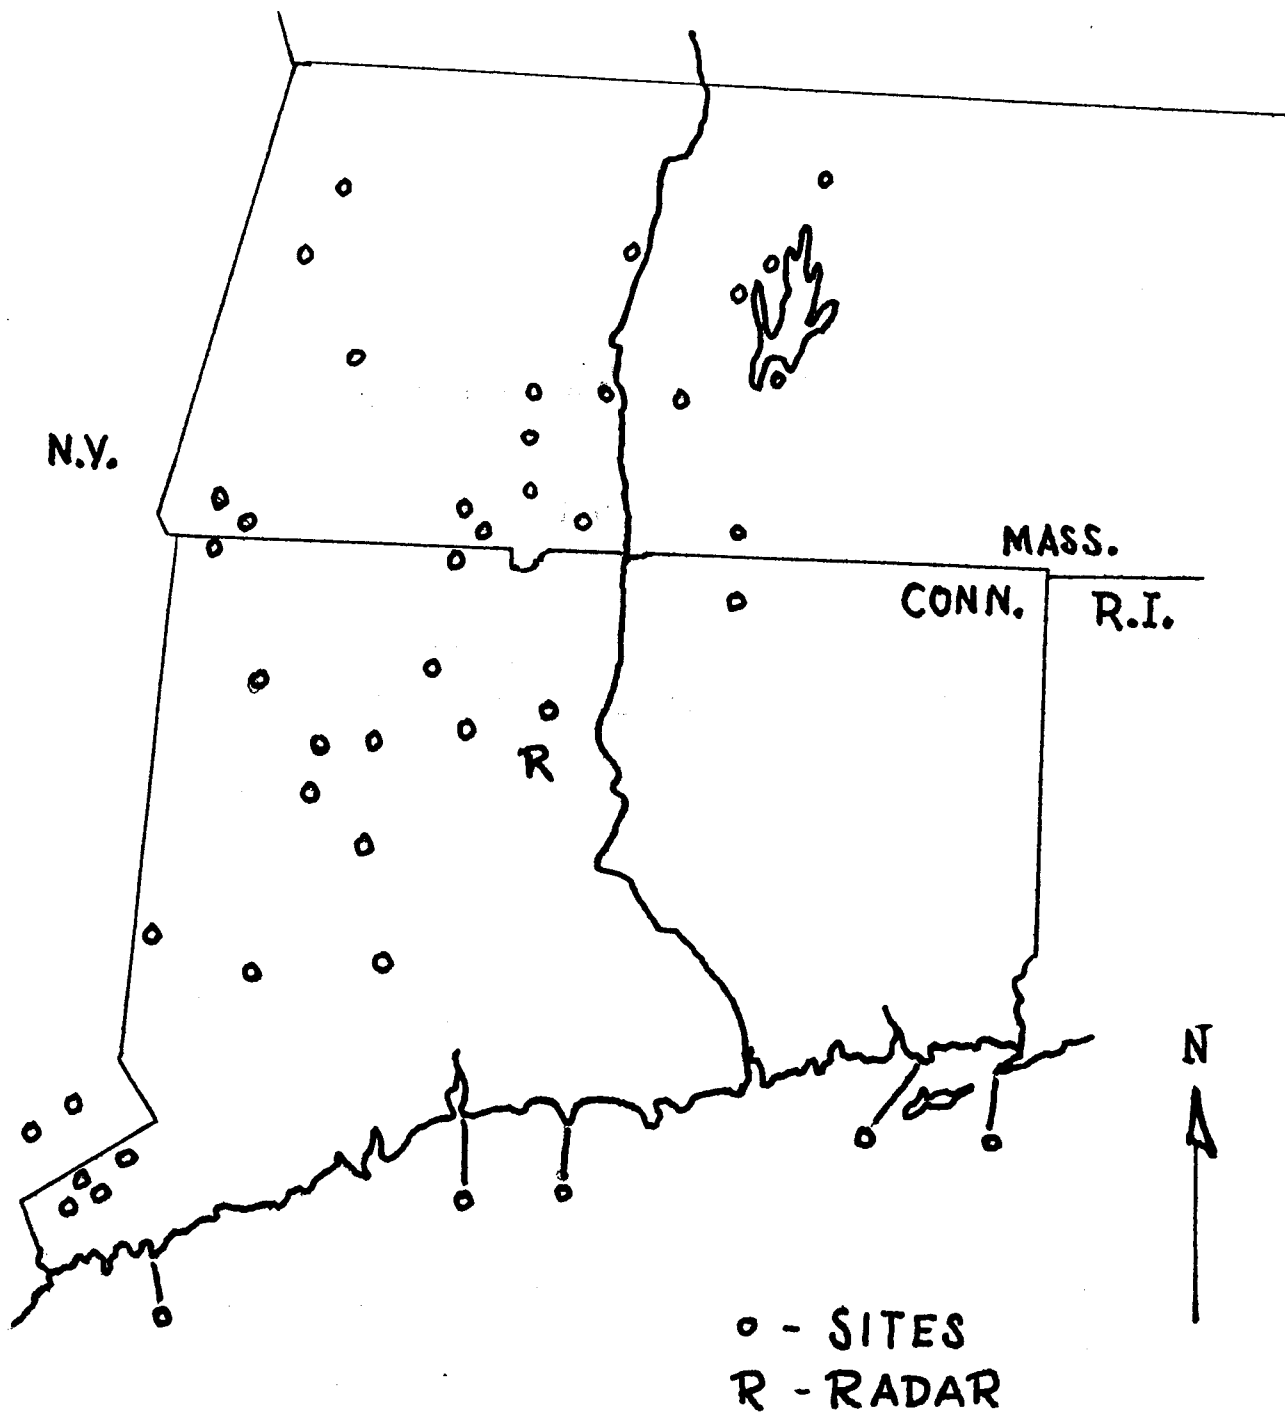 N.Y.
MASS.
CONN.
R.I.
R
N
o - SITES
R - RADAR